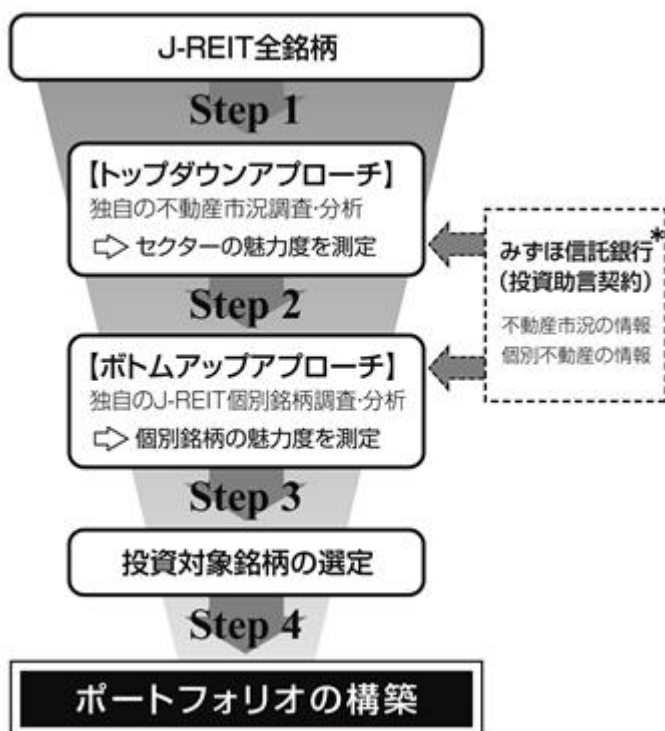 J-REIT全銘柄
Step 1
【トップダウンアプローチ】
独自の不動産市況調査・分析
⇨ セクターの魅力度を測定
みずほ信託銀行*
(投資助言契約)
不動産市況の情報
個別不動産の情報
Step 2
【ボトムアップアプローチ】
独自のJ-REIT個別銘柄調査・分析
⇨ 個別銘柄の魅力度を測定
Step 3
投資対象銘柄の選定
Step 4
ポートフォリオの構築